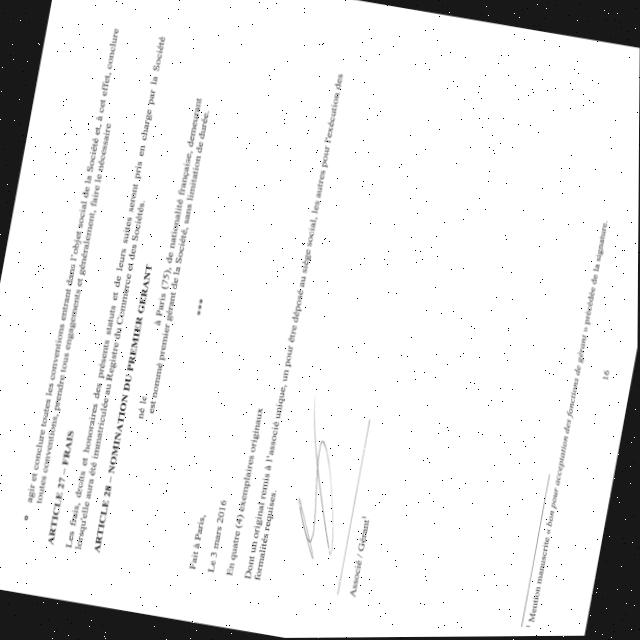 • agir et conclure toutes les conventions entrant dans l'objet social de la Société et, à cet effet, conclure
toutes conventions, prendre tous engagements et généralement, faire le nécessaire
ARTICLE 27 – FRAIS
Les frais, droits et honoraires des présents statuts et de leurs suites seront pris en charge par la Société
lorsqu'elle aura été immatriculée au Registre du Commerce et des Sociétés.
ARTICLE 28 – NOMINATION DU PREMIER GERANT
né le à Paris (75), de nationalité française, demeurant
est nommé premier gérant de la Société, sans limitation de durée.
***
Fait à Paris,
Le 3 mars 2016
En quatre (4) exemplaires originaux
Dont un original remis à l'associé unique, un pour être déposé au siège social, les autres pour l'exécution des
formalités requises.
Associé / Gérant¹
¹ Mention manuscrite « bon pour acceptation des fonctions de gérant » précédée de la signature.
16